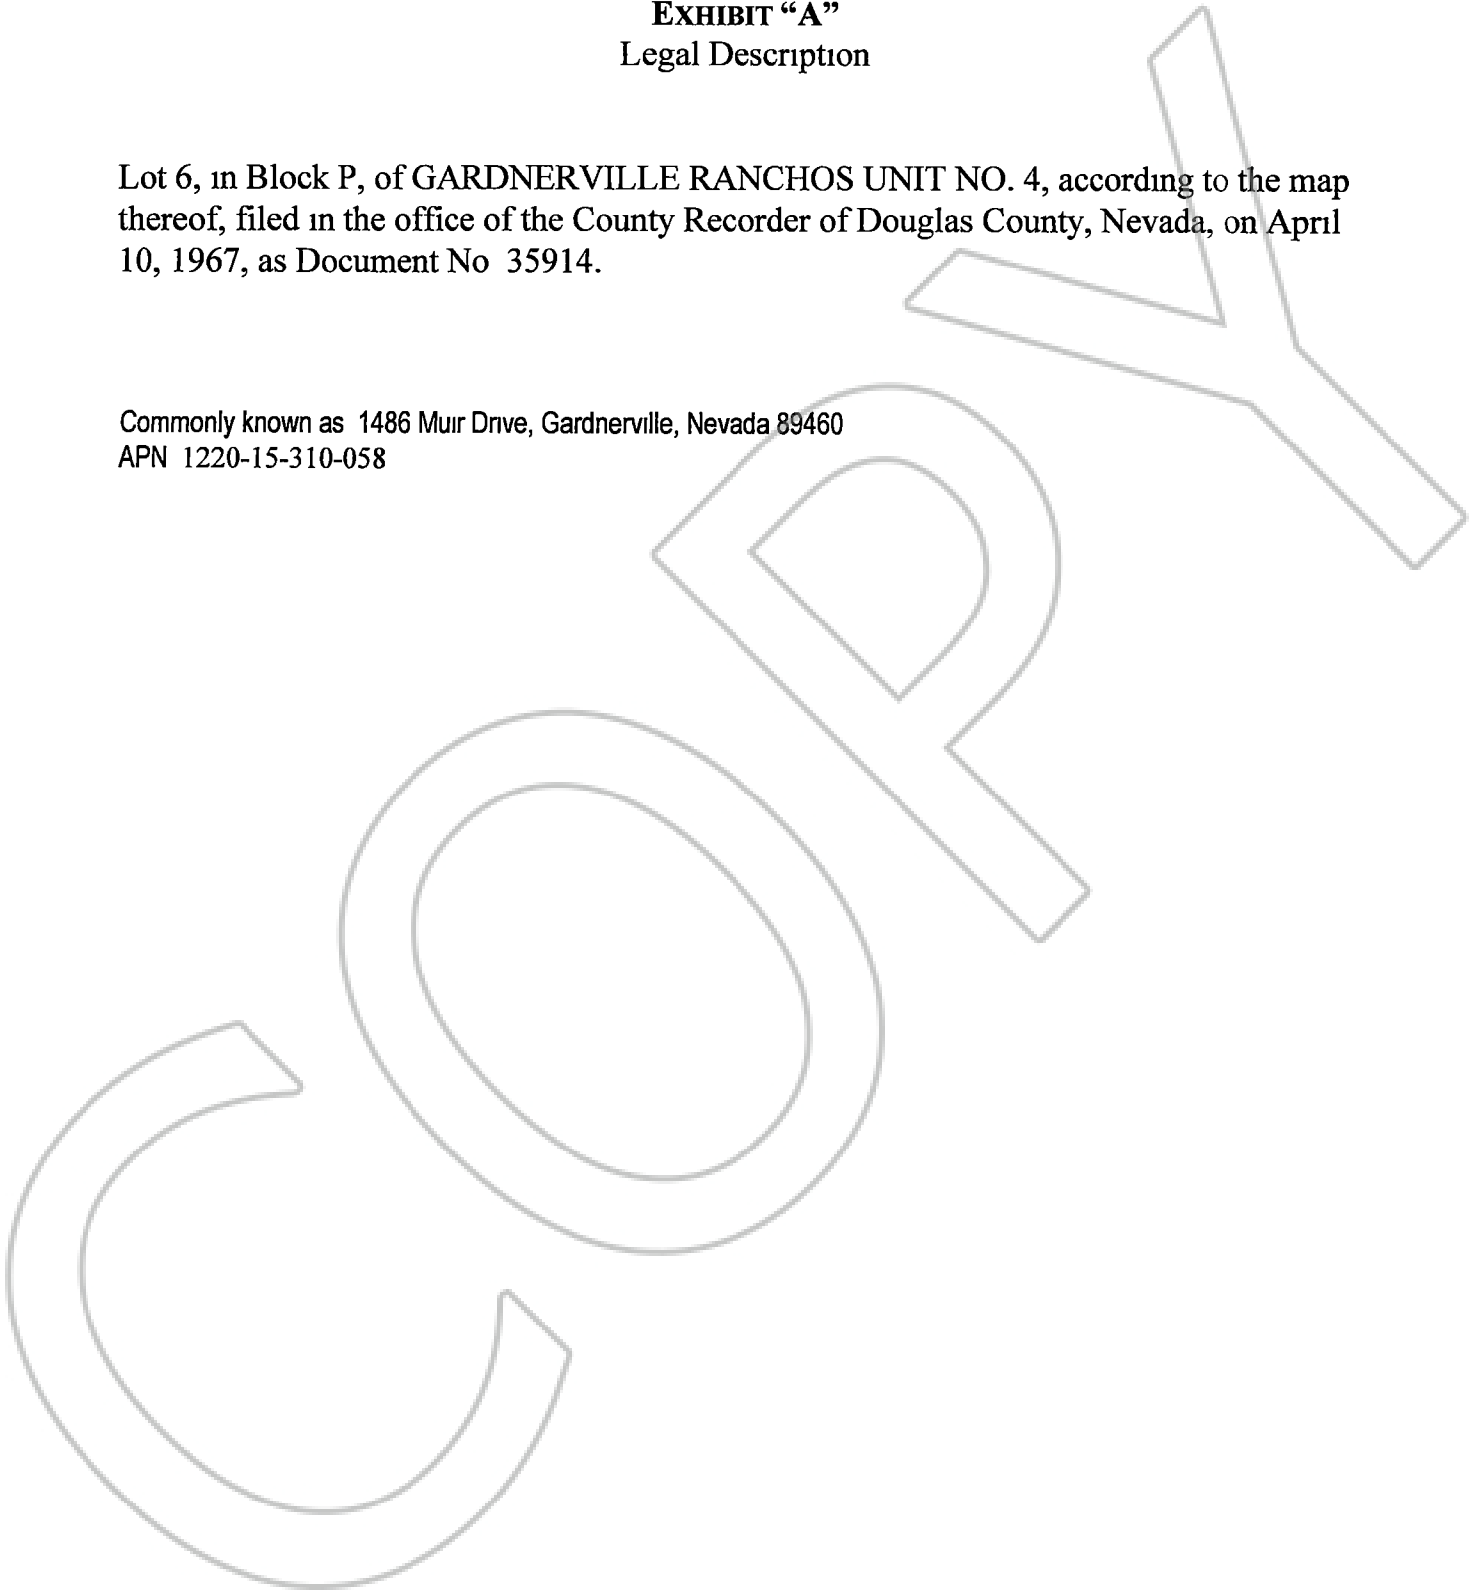 EXHIBIT “A”
Legal Description
Lot 6, in Block P, of GARDNERVILLE RANCHOS UNIT NO. 4, according to the map
thereof, filed in the office of the County Recorder of Douglas County, Nevada, on April
10, 1967, as Document No 35914.
Commonly known as 1486 Muir Drive, Gardnerville, Nevada 89460
APN 1220-15-310-058
COPY